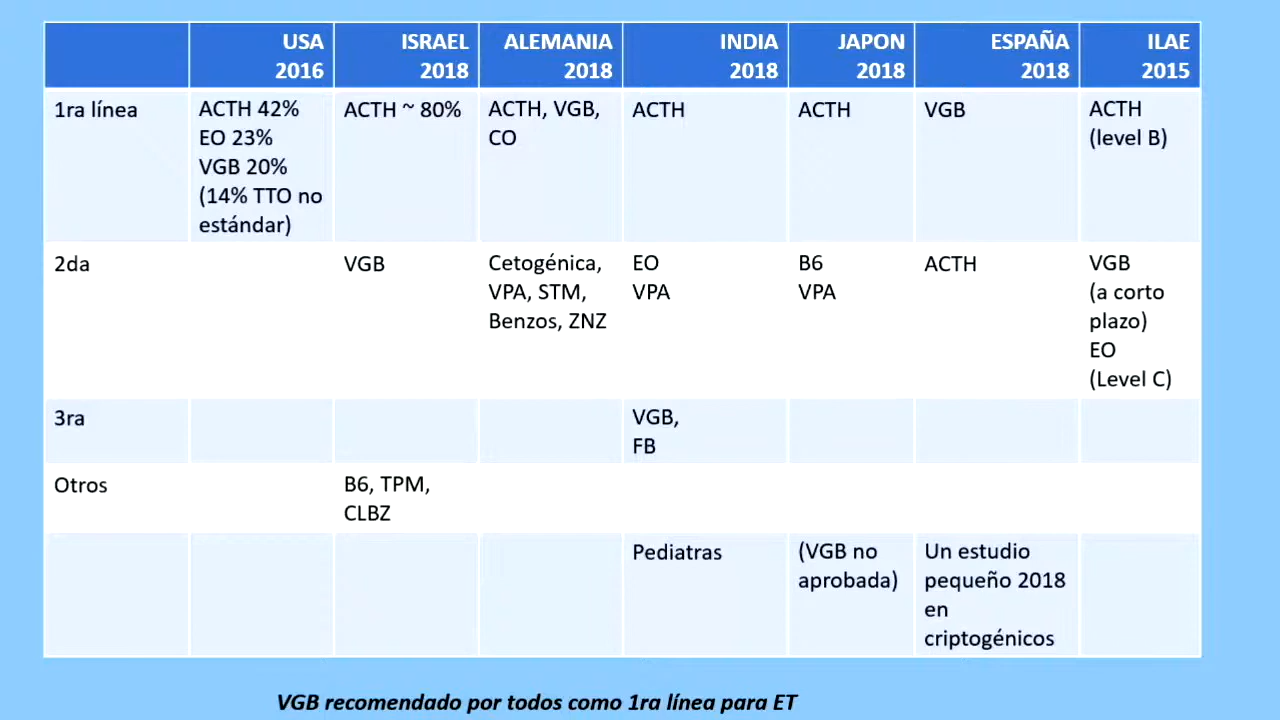 USA
2016
ISRAEL
2018
ALEMANIA
2018
INDIA
2018
JAPON
2018
ESPAÑA
2018
ILAE
2015
1ra línea
ACTH 42%
EO 23%
VGB 20%
(14% TTO no
estándar)
ACTH ~ 80%
ACTH, VGB,
CO
ACTH
ACTH
VGB
ACTH
(level B)
2da
VGB
Cetogénica,
VPA, STM,
Benzos, ZNZ
EO
VPA
B6
VPA
ACTH
VGB
(a corto
plazo)
EO
(Level C)
3ra
VGB,
FB
Otros
B6, TPM,
CLBZ
Pediatras
(VGB no
aprobada)
Un estudio
pequeño 2018
en
criptogénicos
VGB recomendado por todos como 1ra línea para ET